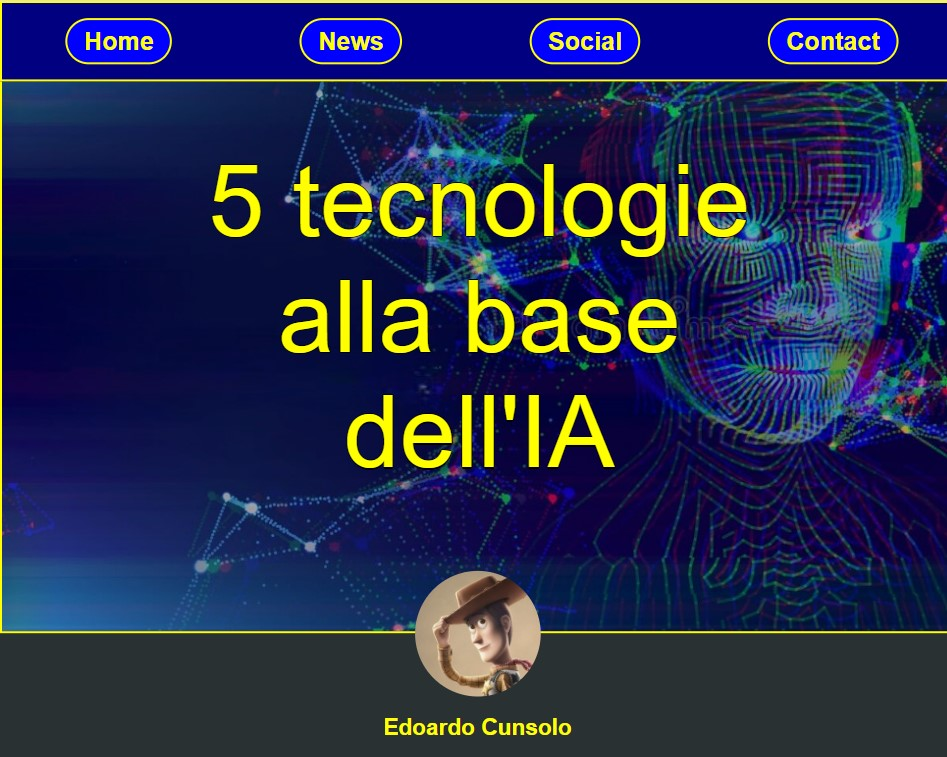 Home News Social Contact
5 tecnologie
alla base
dell'IA
Edoardo Cunsolo